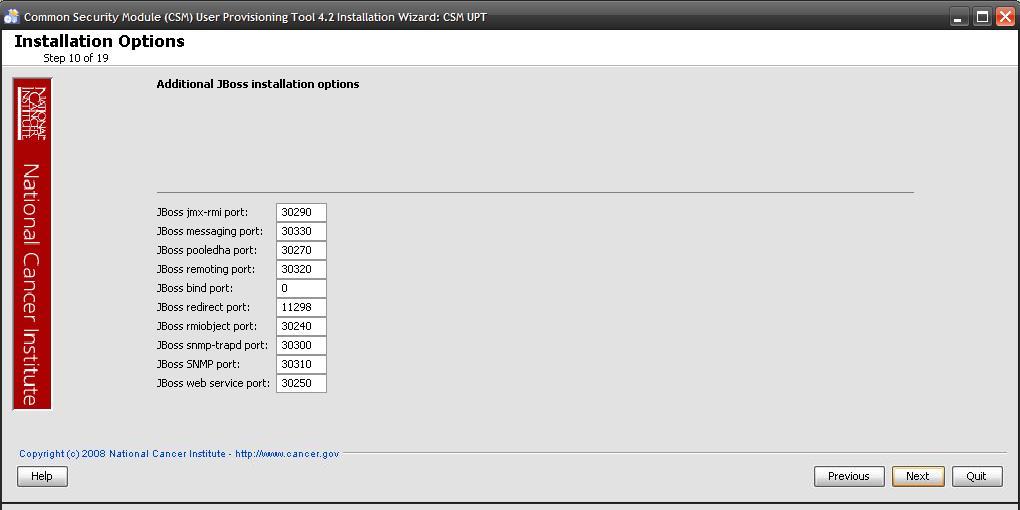 Common Security Module (CSM) User Provisioning Tool 4.2 Installation Wizard: CSM UPT
Installation Options
Step 10 of 19
NATIONAL
CANCER
INSTITUTE
National Cancer Institute
Additional JBoss installation options
JBoss jmx-rmi port: 30290
JBoss messaging port: 30330
JBoss pooledha port: 30270
JBoss remoting port: 30320
JBoss bind port: 0
JBoss redirect port: 11298
JBoss rmiobject port: 30240
JBoss snmp-trapd port: 30300
JBoss SNMP port: 30310
JBoss web service port: 30250
Copyright (c) 2008 National Cancer Institute - http://www.cancer.gov
Help Previous Next Quit